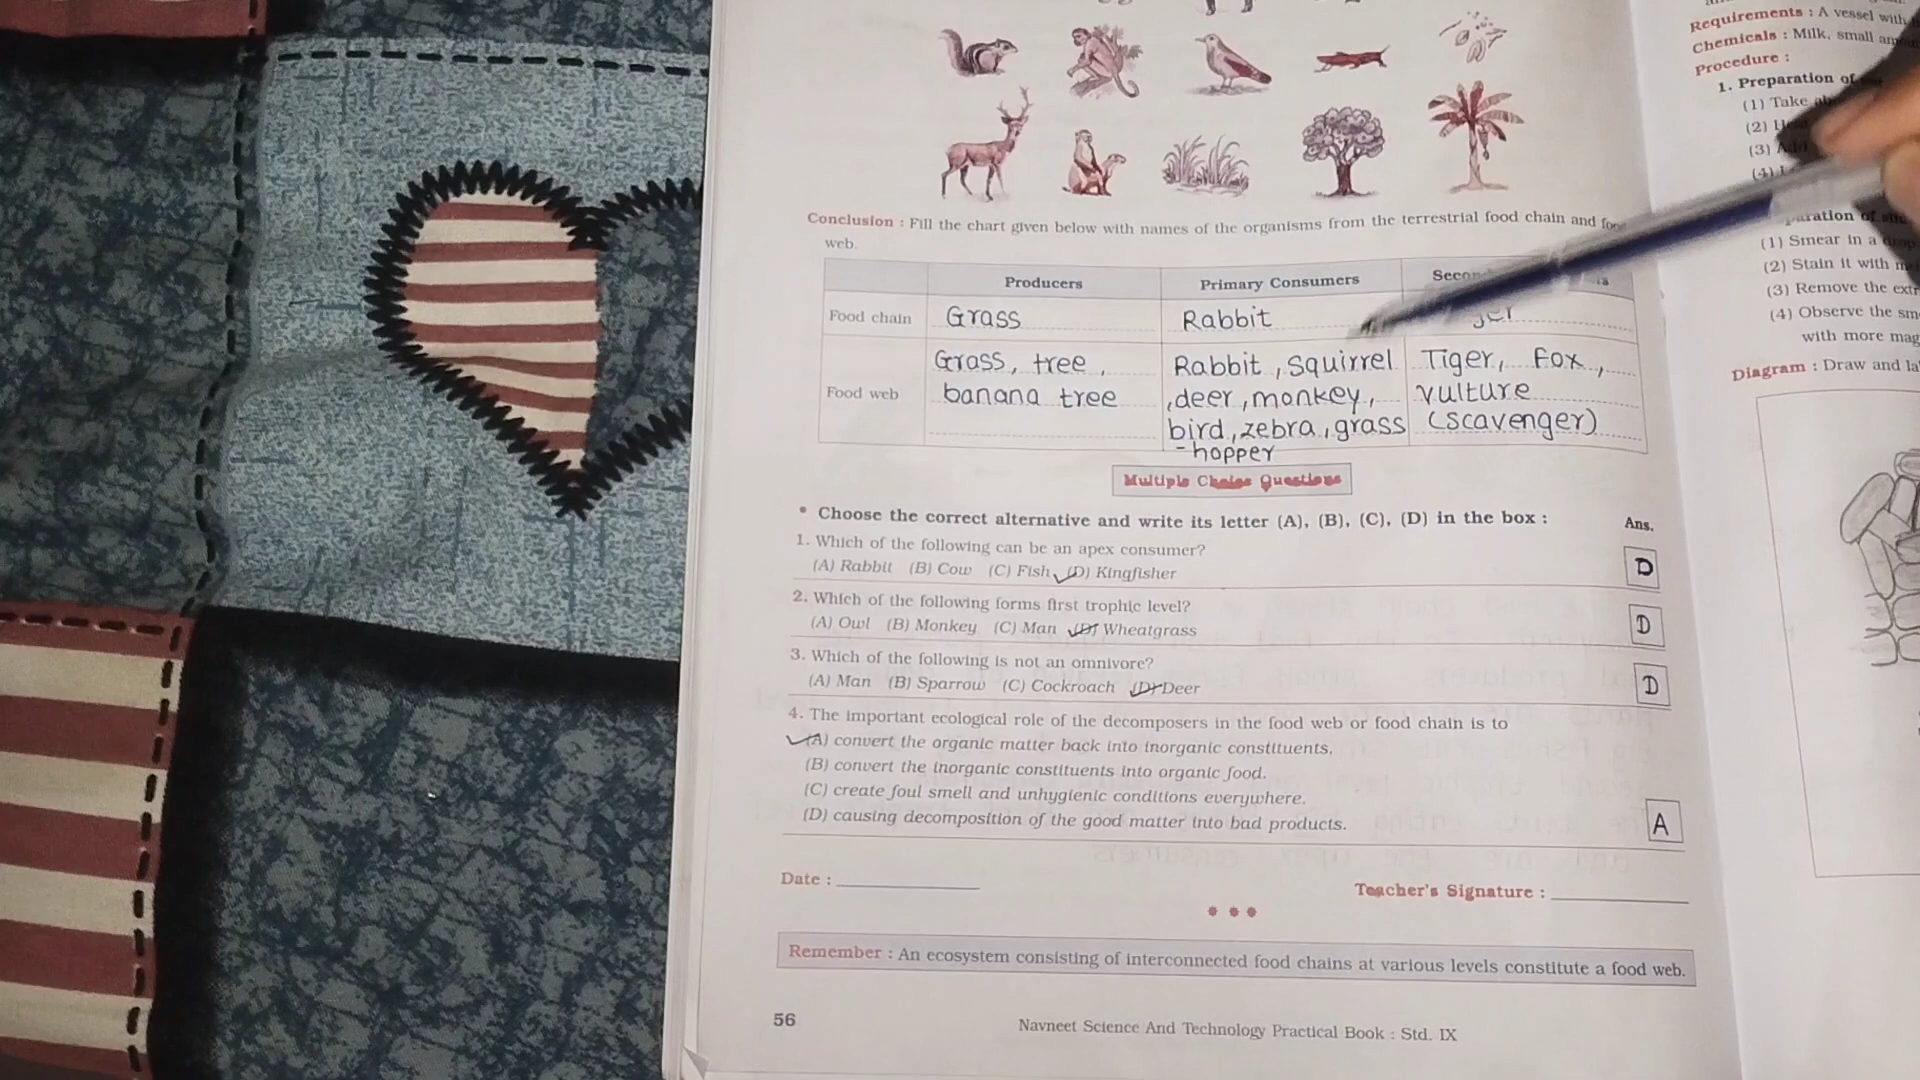 Conclusion : Fill the chart given below with names of the organisms from the terrestrial food chain and
web.
Producers Primary Consumers
Food chain Grass Rabbit
Food web Grass, tree, Rabbit, squirrel Tiger, Fox,
banana tree ,deer, monkey, vulture
bird, zebra, grass (scavenger)
-hopper
Multiple Choice Questions
• Choose the correct alternative and write its letter (A), (B), (C), (D) in the box : Ans.
1. Which of the following can be an apex consumer?
(A) Rabbit (B) Cow (C) Fish (D) Kingfisher D
2. Which of the following forms first trophic level?
(A) Owl (B) Monkey (C) Man (D) Wheatgrass D
3. Which of the following is not an omnivore?
(A) Man (B) Sparrow (C) Cockroach (D) Deer D
4. The important ecological role of the decomposers in the food web or food chain is to
(A) convert the organic matter back into inorganic constituents.
(B) convert the inorganic constituents into organic food.
(C) create foul smell and unhygienic conditions everywhere.
(D) causing decomposition of the good matter into bad products. A
Date :
Teacher's Signature :
Remember : An ecosystem consisting of interconnected food chains at various levels constitute a food web.
56 Navneet Science And Technology Practical Book : Std. IX
Requirements : A vessel with
Chemicals : Milk, small
Procedure :
1. Preparation of
(1) Take
(2)
(3)
(4)
(1) Smear in a
(2) Stain it with
(3) Remove the
(4) Observe the
with more
Diagram : Draw and